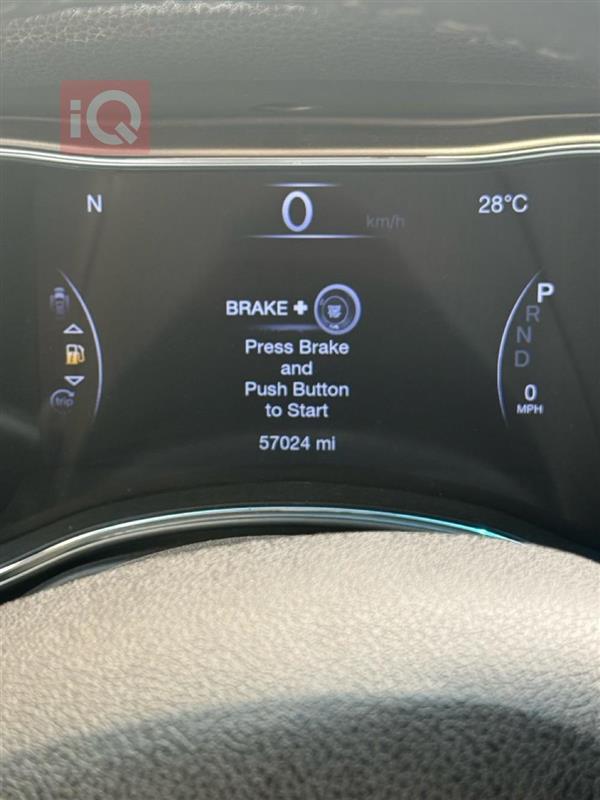 iQ
N
0 km/h
28°C
BRAKE +
Press Brake
and
Push Button
to Start
57024 mi
trip
P
R
N
D
0
MPH